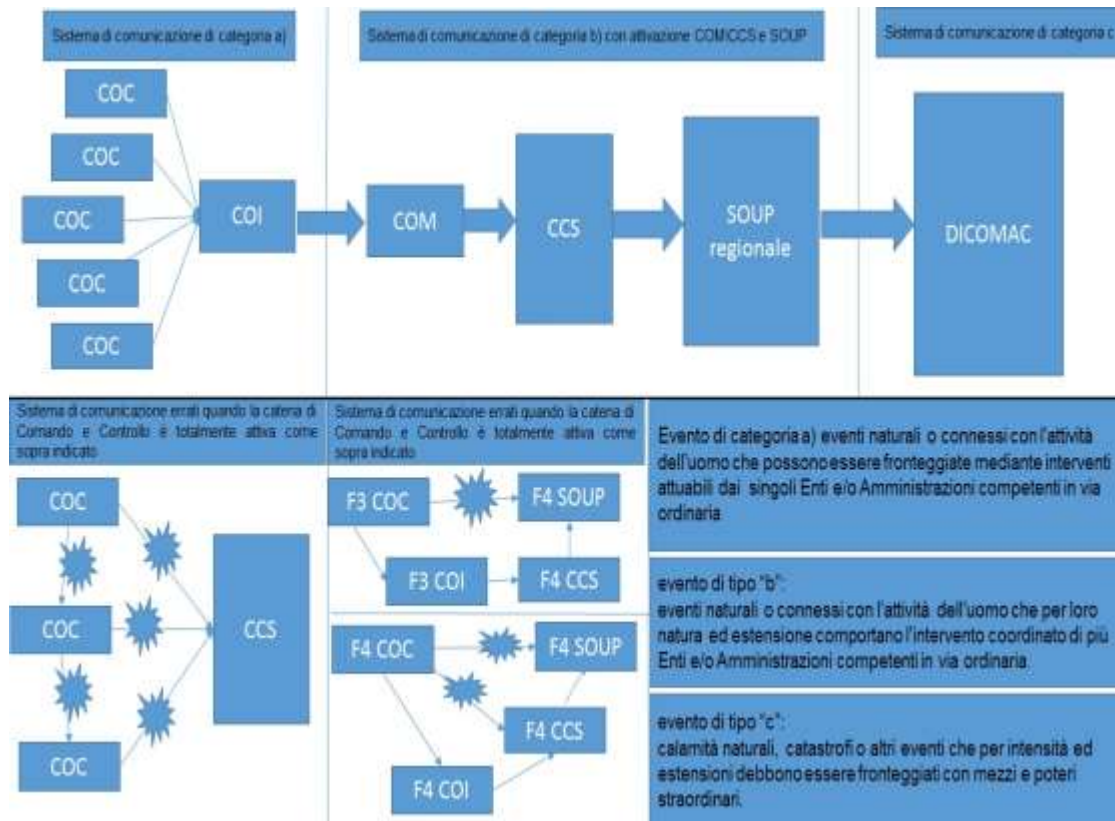 Sistema di comunicazione di categoria a)
Sistema di comunicazione di categoria b) con attivazione COM\CCS e SOUP
Sistema di comunicazione di categoria c
COC
COC
COC
COC
COC
COI
COM
CCS
SOUP
regionale
DICOMAC
Sistema di comunicazione errati quando la catena di
Comando e Controllo è totalmente attiva come
sopra indicato
COC
COC
COC
CCS
Sistema di comunicazione errati quando la catena di
Comando e Controllo è totalmente attiva come
sopra indicato
F3 COC
F4 SOUP
F3 COI
F4 CCS
F4 COC
F4 SOUP
F4 CCS
F4 COI
Evento di categoria a) eventi naturali o connessi con l'attività
dell'uomo che possono essere fronteggiate mediante interventi
attuabili dai singoli Enti e/o Amministrazioni competenti in via
ordinaria
evento di tipo "b":
eventi naturali o connessi con l'attività dell'uomo che per loro
natura ed estensione comportano l'intervento coordinato di più
Enti e/o Amministrazioni competenti in via ordinaria.
evento di tipo "c":
calamità naturali, catastrofi o altri eventi che per intensità ed
estensioni debbono essere fronteggiati con mezzi e poteri
straordinari.